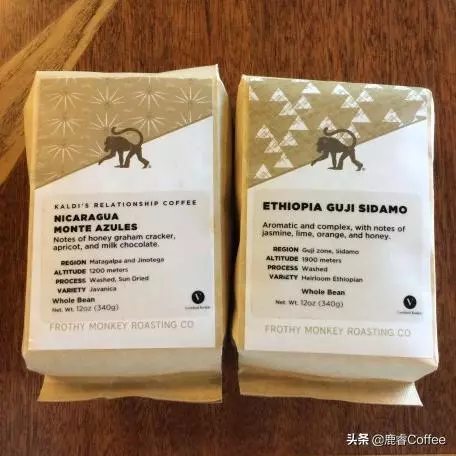 KALDI'S RELATIONSHIP COFFEE
NICARAGUA
MONTE AZULES
Notes of honey graham cracker,
apricot, and milk chocolate.
REGION Matagalpa and Jinotega
ALTITUDE 1200 meters
PROCESS Washed, Sun Dried
VARIETY Javanica
Whole Bean
Net. Wt. 12oz (340g)
V
FROTHY MONKEY ROASTING CO
ETHIOPIA GUJI SIDAMO
Aromatic and complex, with notes of
jasmine, lime, orange, and honey.
REGION Guji zone, Sidamo
ALTITUDE 1900 meters
PROCESS Washed
VARIETY Heirloom Ethiopian
Whole Bean
Net. Wt. 12oz (340g)
V
FROTHY MONKEY ROASTING CO
头条 @鹿睿Coffee